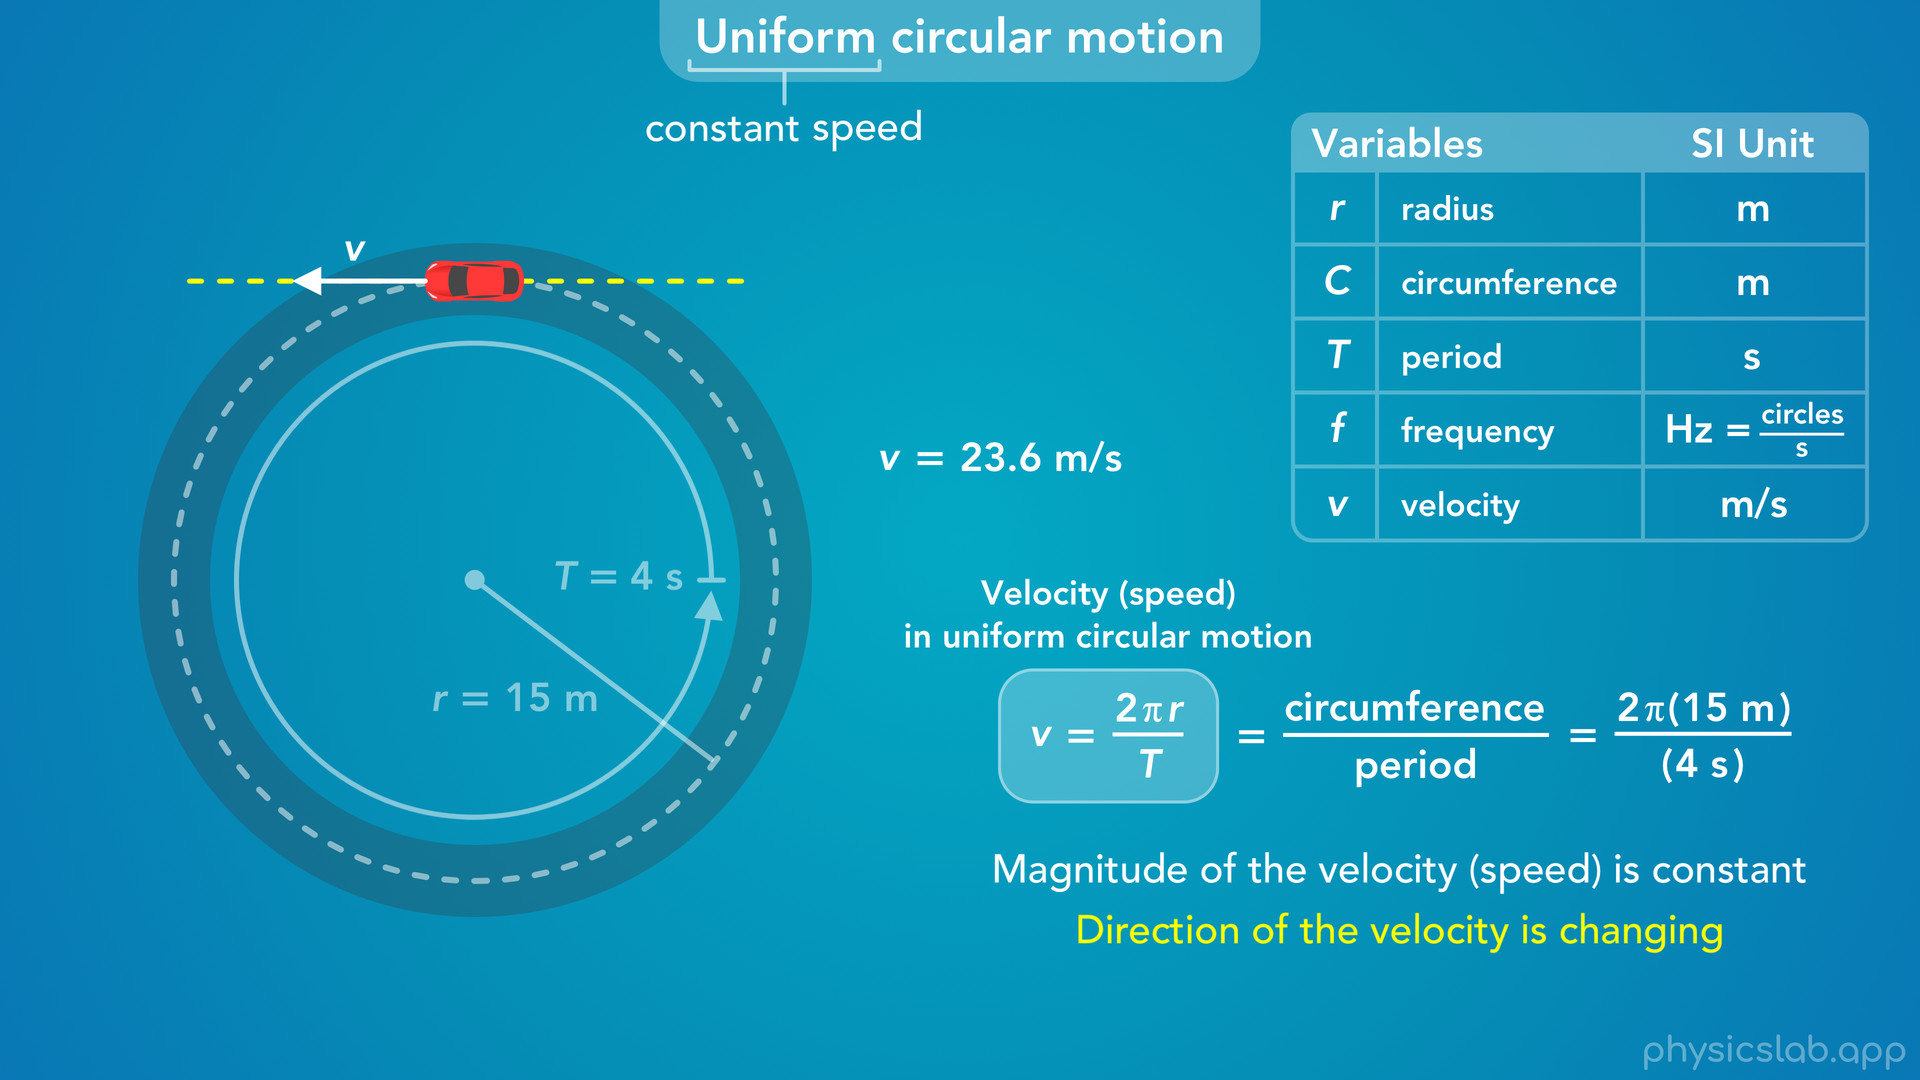 Uniform circular motion
constant speed
v
T = 4 s
r = 15 m
v = 23.6 m/s
Variables SI Unit
r radius m
C circumference m
T period s
f frequency Hz = circles/s
v velocity m/s
Velocity (speed)
in uniform circular motion
v = 2πr/T = circumference/period = 2π(15 m)/(4 s)
Magnitude of the velocity (speed) is constant
Direction of the velocity is changing
physicslab.app